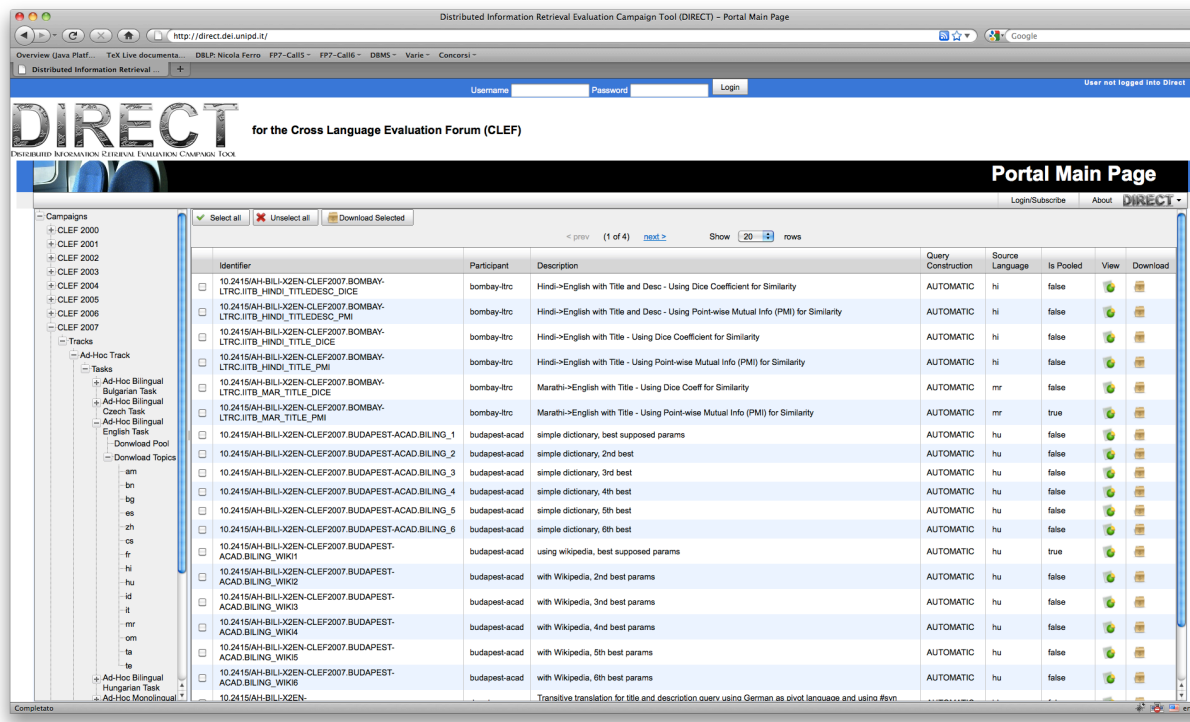 Distributed Information Retrieval Evaluation Campaign Tool (DIRECT) – Portal Main Page
http://direct.dei.unipd.it/
Google
Overview (Java Platf... TeX Live documenta... DBLP: Nicola Ferro FP7-Call5 FP7-Call6 DBMS Varie Concorsi
Distributed Information Retrieval ... +
Username Password Login User not logged into Direct
DIRECT
DISTRIBUTED INFORMATION RETRIEVAL EVALUATION CAMPAIGN TOOL
for the Cross Language Evaluation Forum (CLEF)
Portal Main Page
Login/Subscribe About DIRECT
Campaigns
CLEF 2000
CLEF 2001
CLEF 2002
CLEF 2003
CLEF 2004
CLEF 2005
CLEF 2006
CLEF 2007
Tracks
Ad-Hoc Track
Tasks
Ad-Hoc Bilingual
Bulgarian Task
Ad-Hoc Bilingual
Czech Task
Ad-Hoc Bilingual
English Task
Donwload Pool
Donwload Topics
am
bn
bg
es
zh
cs
fr
hi
hu
id
it
mr
om
ta
te
Ad-Hoc Bilingual
Hungarian Task
Ad-Hoc Monolingual
Select all Unselect all Download Selected
< prev (1 of 4) next > Show 20 rows
Identifier Participant Description Query Construction Source Language Is Pooled View Download
10.2415/AH-BILI-X2EN-CLEF2007.BOMBAY-
LTRC.IITB_HINDI_TITLEDESC_DICE bombay-ltrc Hindi->English with Title and Desc - Using Dice Coefficient for Similarity AUTOMATIC hi false
10.2415/AH-BILI-X2EN-CLEF2007.BOMBAY-
LTRC.IITB_HINDI_TITLEDESC_PMI bombay-ltrc Hindi->English with Title and Desc - Using Point-wise Mutual Info (PMI) for Similarity AUTOMATIC hi false
10.2415/AH-BILI-X2EN-CLEF2007.BOMBAY-
LTRC.IITB_HINDI_TITLE_DICE bombay-ltrc Hindi->English with Title - Using Dice Coefficient for Similarity AUTOMATIC hi false
10.2415/AH-BILI-X2EN-CLEF2007.BOMBAY-
LTRC.IITB_HINDI_TITLE_PMI bombay-ltrc Hindi->English with Title - Using Point-wise Mutual Info (PMI) for Similarity AUTOMATIC hi false
10.2415/AH-BILI-X2EN-CLEF2007.BOMBAY-
LTRC.IITB_MAR_TITLE_DICE bombay-ltrc Marathi->English with Title - Using Dice Coeff for Similarity AUTOMATIC mr false
10.2415/AH-BILI-X2EN-CLEF2007.BOMBAY-
LTRC.IITB_MAR_TITLE_PMI bombay-ltrc Marathi->English with Title - Using Point-wise Mutual Info (PMI) for Similarity AUTOMATIC mr true
10.2415/AH-BILI-X2EN-CLEF2007.BUDAPEST-ACAD.BILING_1 budapest-acad simple dictionary, best supposed params AUTOMATIC hu false
10.2415/AH-BILI-X2EN-CLEF2007.BUDAPEST-ACAD.BILING_2 budapest-acad simple dictionary, 2nd best AUTOMATIC hu false
10.2415/AH-BILI-X2EN-CLEF2007.BUDAPEST-ACAD.BILING_3 budapest-acad simple dictionary, 3rd best AUTOMATIC hu false
10.2415/AH-BILI-X2EN-CLEF2007.BUDAPEST-ACAD.BILING_4 budapest-acad simple dictionary, 4th best AUTOMATIC hu false
10.2415/AH-BILI-X2EN-CLEF2007.BUDAPEST-ACAD.BILING_5 budapest-acad simple dictionary, 5th best AUTOMATIC hu false
10.2415/AH-BILI-X2EN-CLEF2007.BUDAPEST-ACAD.BILING_6 budapest-acad simple dictionary, 6th best AUTOMATIC hu false
10.2415/AH-BILI-X2EN-CLEF2007.BUDAPEST-
ACAD.BILING_WIKI1 budapest-acad using wikipedia, best supposed params AUTOMATIC hu true
10.2415/AH-BILI-X2EN-CLEF2007.BUDAPEST-
ACAD.BILING_WIKI2 budapest-acad with Wikipedia, 2nd best params AUTOMATIC hu false
10.2415/AH-BILI-X2EN-CLEF2007.BUDAPEST-
ACAD.BILING_WIKI3 budapest-acad with Wikipedia, 3nd best params AUTOMATIC hu false
10.2415/AH-BILI-X2EN-CLEF2007.BUDAPEST-
ACAD.BILING_WIKI4 budapest-acad with Wikipedia, 4nd best params AUTOMATIC hu false
10.2415/AH-BILI-X2EN-CLEF2007.BUDAPEST-
ACAD.BILING_WIKI5 budapest-acad with Wikipedia, 5th best params AUTOMATIC hu false
10.2415/AH-BILI-X2EN-CLEF2007.BUDAPEST-
ACAD.BILING_WIKI6 budapest-acad with Wikipedia, 6th best params AUTOMATIC hu false
10.2415/AH-BILI-X2EN- Transitive translation for title and description query using German as pivot language and using #syn
Completato